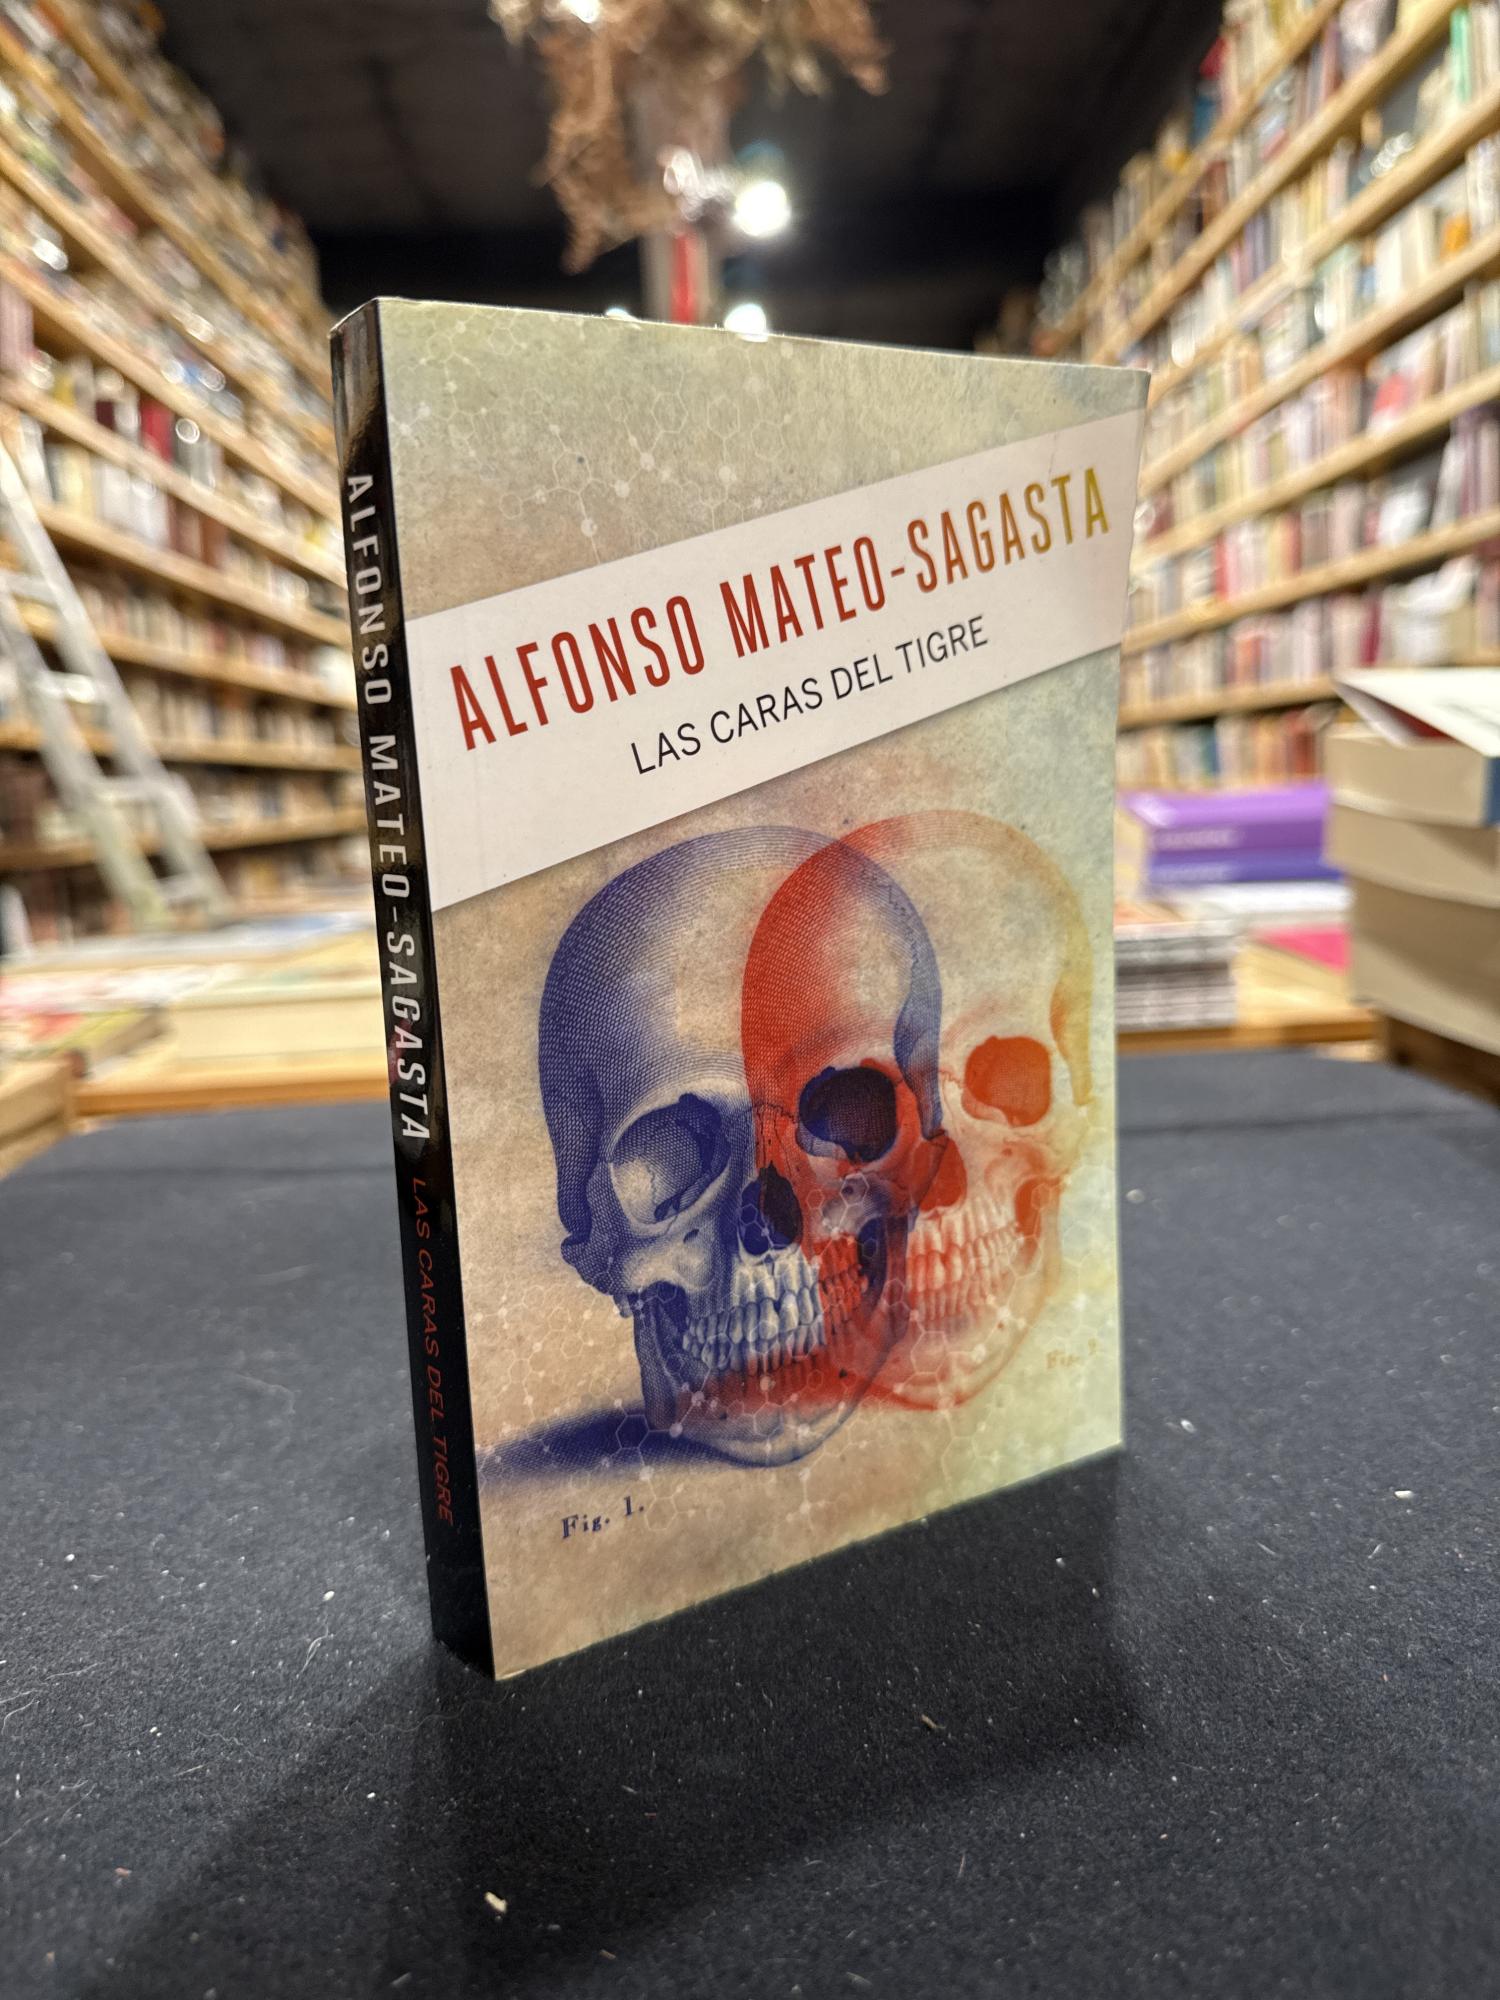 ALFONSO MATEO-SAGASTA
LAS CARAS DEL TIGRE
Fig. 1.
Fig. 2.
ALFONSO MATEO-SAGASTA LAS CARAS DEL TIGRE